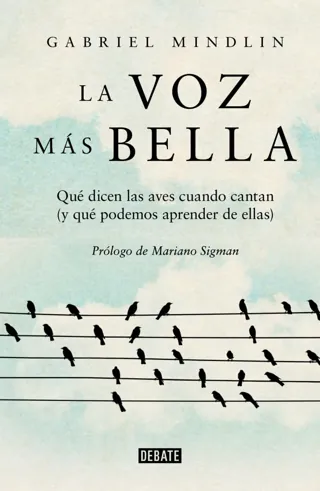 GABRIEL MINDLIN
LA VOZ
MÁS BELLA
Qué dicen las aves cuando cantan
(y qué podemos aprender de ellas)
Prólogo de Mariano Sigman
DEBATE